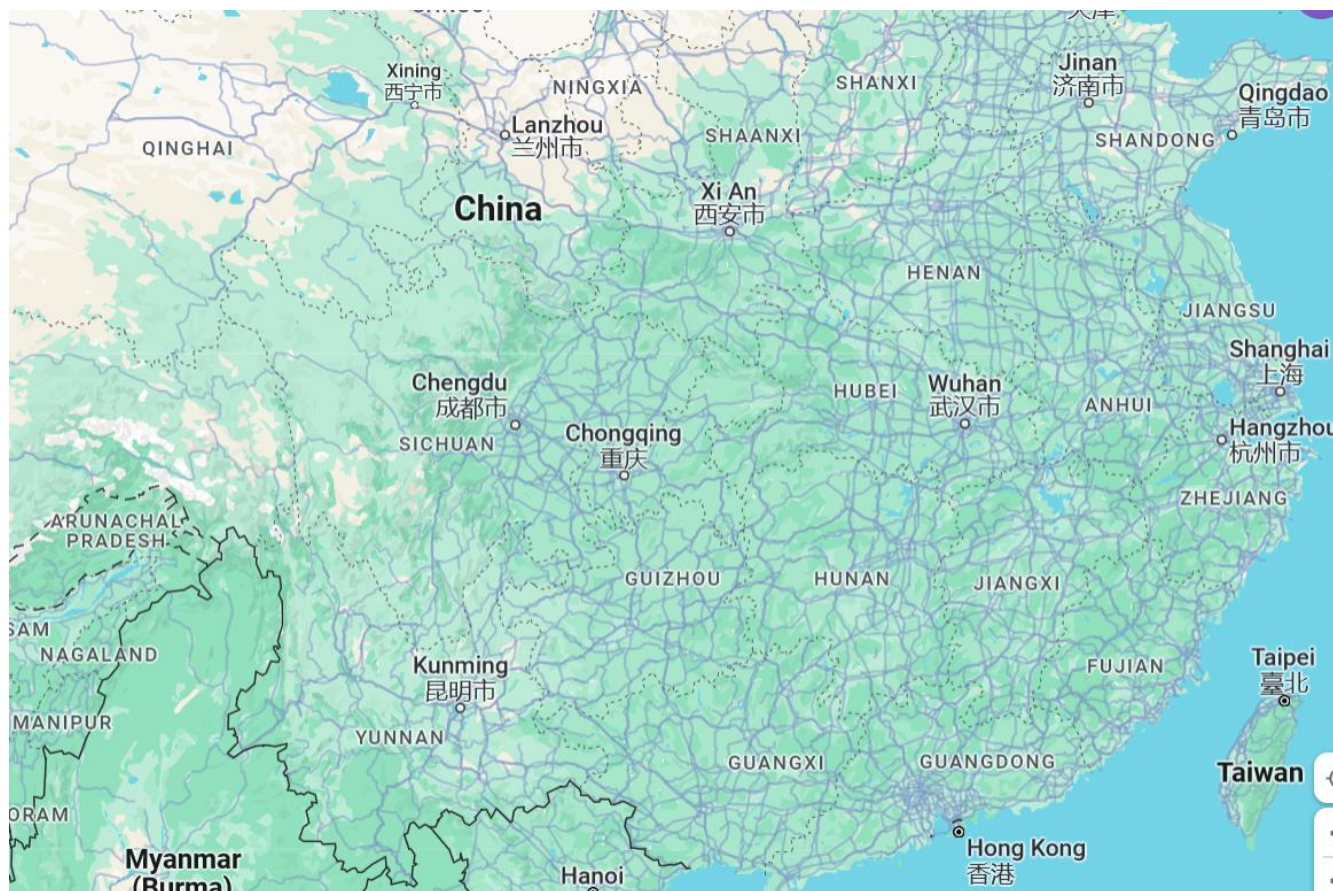 Xining
西宁市
NINGXIA
SHANXI
Jinan
济南市
Qingdao
青岛市
Lanzhou
兰州市
SHAANXI
SHANDONG
QINGHAI
China
Xi An
西安市
HENAN
JIANGSU
Shanghai
上海
Chengdu
成都市
HUBEI
Wuhan
武汉市
ANHUI
SICHUAN
Chongqing
重庆
Hangzhou
杭州市
ZHEJIANG
ARUNACHAL
PRADESH
GUIZHOU
HUNAN
JIANGXI
SAM
NAGALAND
Kunming
昆明市
FUJIAN
Taipei
臺北
MANIPUR
YUNNAN
GUANGXI
GUANGDONG
Taiwan
ORAM
Myanmar
(Burma)
Hanoi
Hong Kong
香港